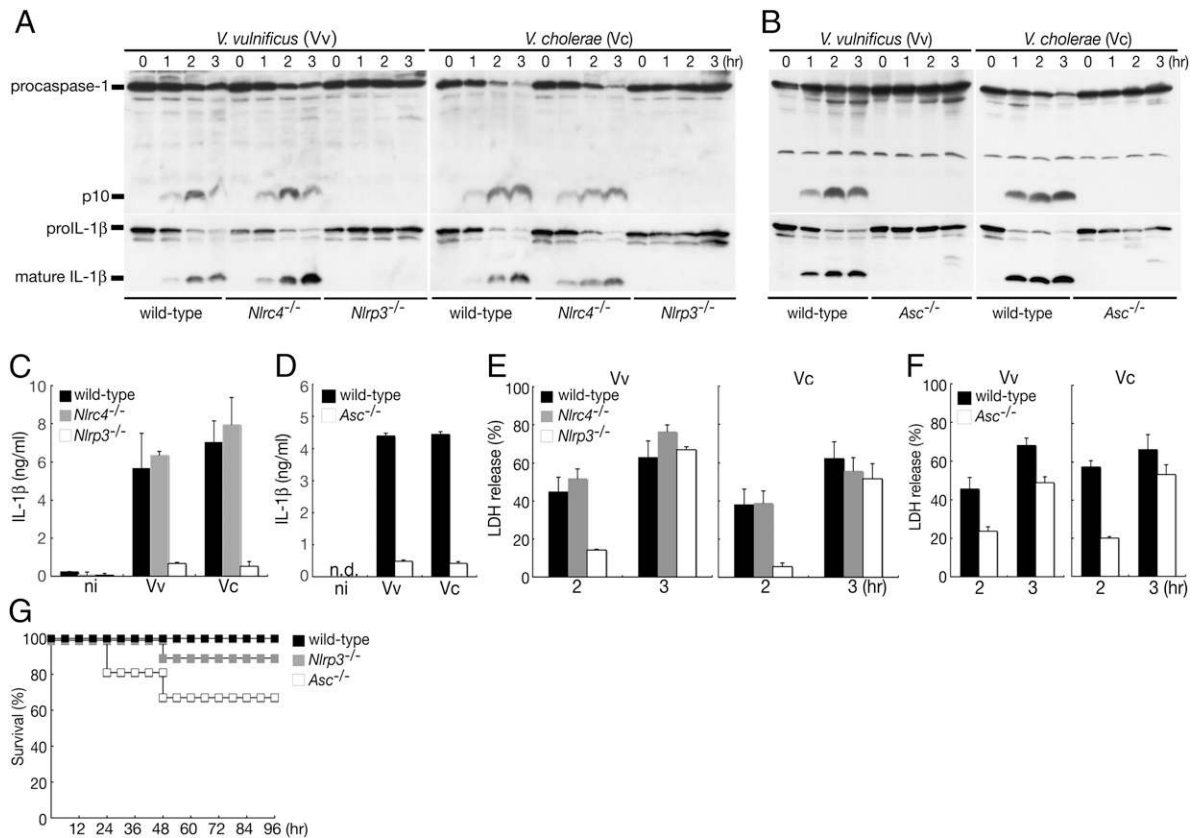 A
V. vulnificus (Vv)
V. cholerae (Vc)
0 1 2 3 0 1 2 3 0 1 2 3 0 1 2 3 0 1 2 3 0 1 2 3 (hr)
procaspase-1
p10
proIL-1β
mature IL-1β
wild-type Nlrc4-/- Nlrp3-/- wild-type Nlrc4-/- Nlrp3-/-
B
V. vulnificus (Vv)
V. cholerae (Vc)
0 1 2 3 0 1 2 3 0 1 2 3 0 1 2 3 (hr)
wild-type Asc-/- wild-type Asc-/-
C
wild-type
Nlrc4-/-
Nlrp3-/-
IL-1β (ng/ml)
10
8
6
4
2
0
ni Vv Vc
D
wild-type
Asc-/-
IL-1β (ng/ml)
6
5
4
3
2
1
0
n.d.
ni Vv Vc
E
Vv Vc
wild-type
Nlrc4-/-
Nlrp3-/-
LDH release (%)
100
80
60
40
20
0
2 3 2 3 (hr)
F
Vv Vc
wild-type
Asc-/-
LDH release (%)
100
80
60
40
20
0
2 3 2 3 (hr)
G
wild-type
Nlrp3-/-
Asc-/-
Survival (%)
100
80
60
40
20
0
12 24 36 48 60 72 84 96 (hr)